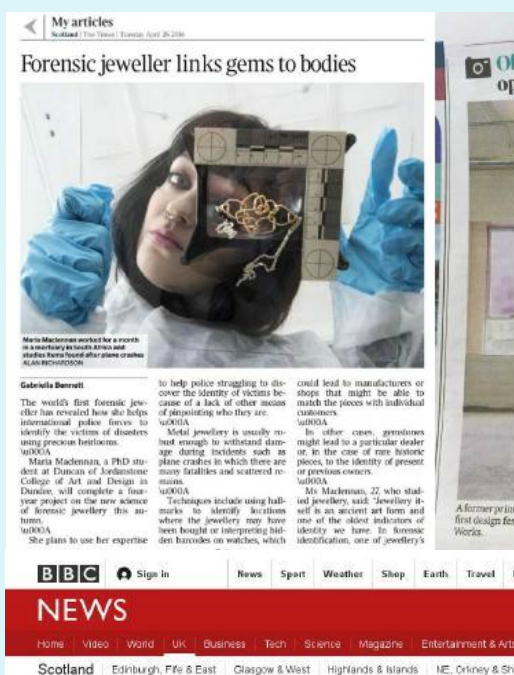 My articles
Scotland | The Times | Tuesday April 26 2016
Forensic jeweller links gems to bodies
Maria Maclennan worked for a month
in a mortuary in South Africa and
studies items found after plane crashes
ALAN RICHARDSON
Gabriella Bennett
The world's first forensic jew-
eller has revealed how she helps
international police forces to
identify the victims of disasters
using precious heirlooms.
\u000A
Maria Maclennan, a PhD stu-
dent at Duncan of Jordanstone
College of Art and Design in
Dundee, will complete a four-
year project on the new science
of forensic jewellery this au-
tumn.
\u000A
She plans to use her expertise
to help police struggling to dis-
cover the identity of victims be-
cause of a lack of other means
of pinpointing who they are.
\u000A
Metal jewellery is usually ro-
bust enough to withstand dam-
age during incidents such as
plane crashes in which there are
many fatalities and scattered re-
mains.
\u000A
Techniques include using hall-
marks to identify locations
where the jewellery may have
been bought or interpreting hid-
den barcodes on watches, which
could lead to manufacturers or
shops that might be able to
match the pieces with individual
customers.
\u000A
In other cases, gemstones
might lead to a particular dealer
or, in the case of rare historic
pieces, to the identity of present
or previous owners.
\u000A
Ms Maclennan, 27, who stud-
ied jewellery, said: "Jewellery it-
self is an ancient art form and
one of the oldest indicators of
identity we have. In forensic
identification, one of jewellery's
A former prin
first design fes
Works.
BBC Sign in News Sport Weather Shop Earth Travel
NEWS
Home Video World UK Business Tech Science Magazine Entertainment & Arts
Scotland Edinburgh, Fife & East Glasgow & West Highlands & Islands NE, Orkney & Sh